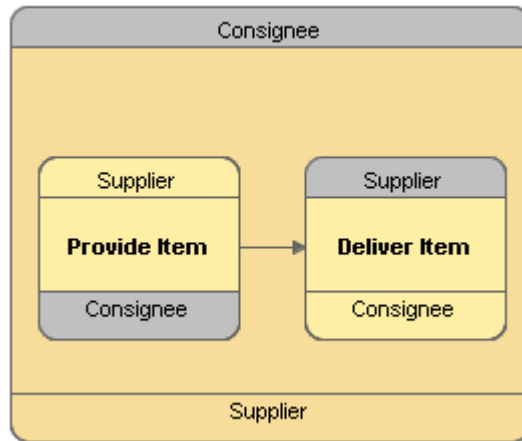 Consignee
Supplier
Provide Item
Consignee
Supplier
Deliver Item
Consignee
Supplier